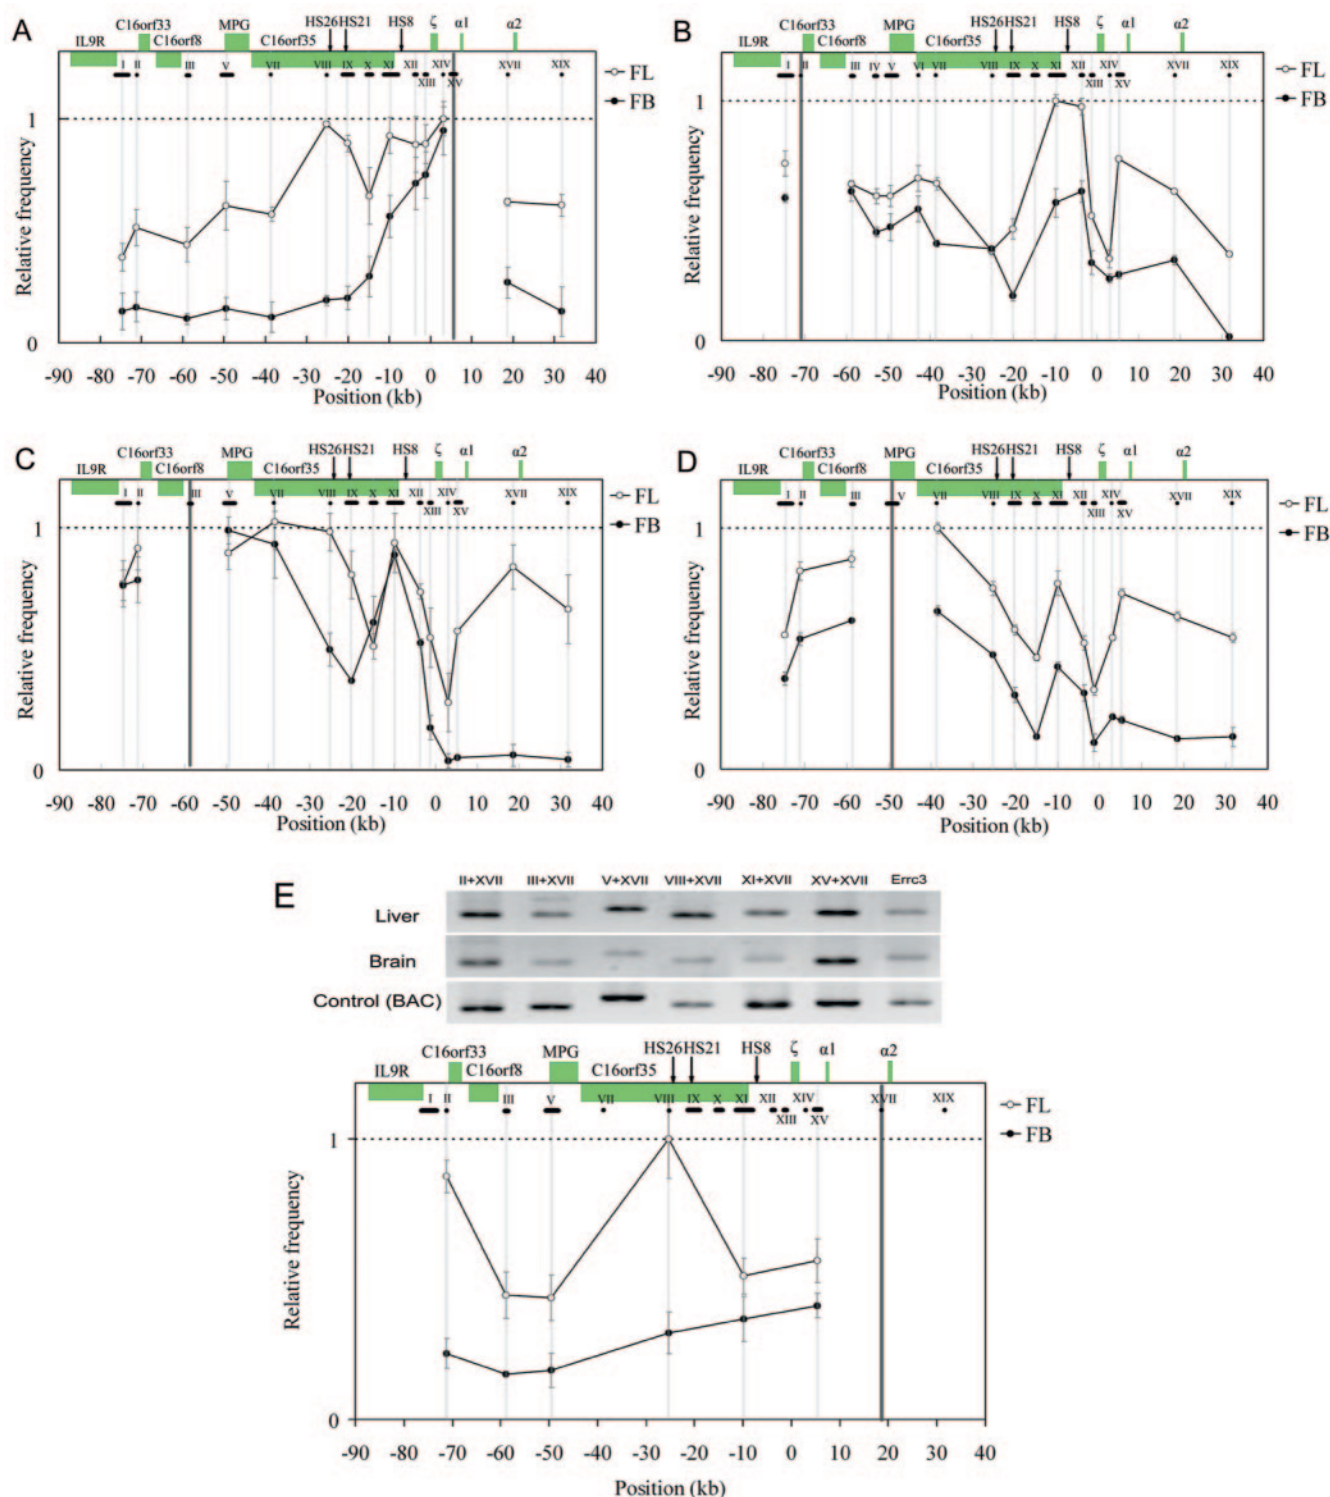 A
C16orf33 MPG HS26 HS21 HS8 ζ α1 α2
IL9R C16orf8 C16orf35
I II III V VII VIII IX X XI XII XIV XVII XIX
XIII XV
FL
FB
1
0
Relative frequency
-90 -80 -70 -60 -50 -40 -30 -20 -10 0 10 20 30 40
Position (kb)
B
C16orf33 MPG HS26 HS21 HS8 ζ α1 α2
IL9R C16orf8 C16orf35
I II III IV V VI VII VIII IX X XI XII XIV XVII XIX
XIII XV
FL
FB
1
0
Relative frequency
-90 -80 -70 -60 -50 -40 -30 -20 -10 0 10 20 30 40
Position (kb)
C
C16orf33 MPG HS26 HS21 HS8 ζ α1 α2
IL9R C16orf8 C16orf35
I II III V VII VIII IX X XI XII XIV XVII XIX
XIII XV
FL
FB
1
0
Relative frequency
-90 -80 -70 -60 -50 -40 -30 -20 -10 0 10 20 30 40
Position (kb)
D
C16orf33 MPG HS26 HS21 HS8 ζ α1 α2
IL9R C16orf8 C16orf35
I II III V VII VIII IX X XI XII XIV XVII XIX
XIII XV
FL
FB
1
0
Relative frequency
-90 -80 -70 -60 -50 -40 -30 -20 -10 0 10 20 30 40
Position (kb)
E
II+XVII III+XVII V+XVII VIII+XVII XI+XVII XV+XVII Errc3
Liver
Brain
Control (BAC)
C16orf33 MPG HS26 HS21 HS8 ζ α1 α2
IL9R C16orf8 C16orf35
I II III V VII VIII IX X XI XII XIV XVII XIX
XIII XV
FL
FB
1
0
Relative frequency
-90 -80 -70 -60 -50 -40 -30 -20 -10 0 10 20 30 40
Position (kb)